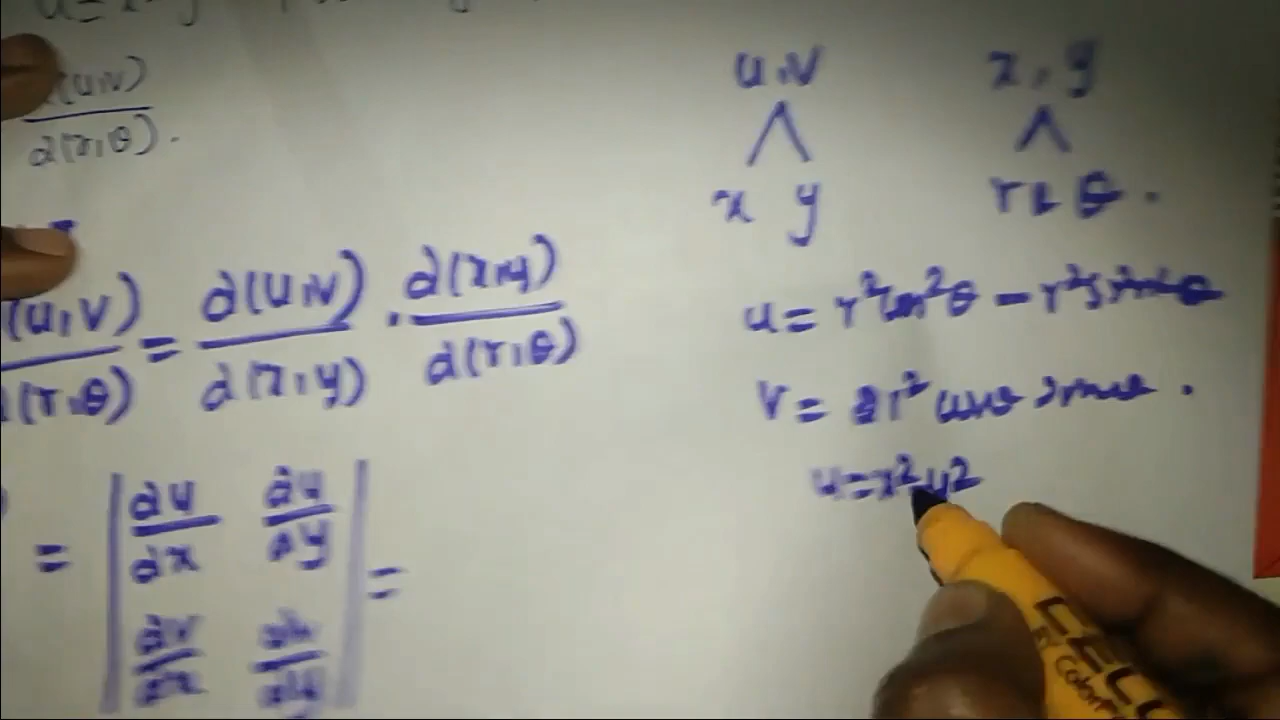 ∂(u,v)
∂(r,θ).
u,v x,y
x y r & θ.
∂(u,v)/∂(r,θ) = ∂(u,v)/∂(x,y) · ∂(x,y)/∂(r,θ)
u = r²cos²θ - r²sin²θ
v = 2r² cosθ sinθ.
u = x² - y²
= | ∂u/∂x ∂u/∂y | =
| ∂v/∂x ∂v/∂y |